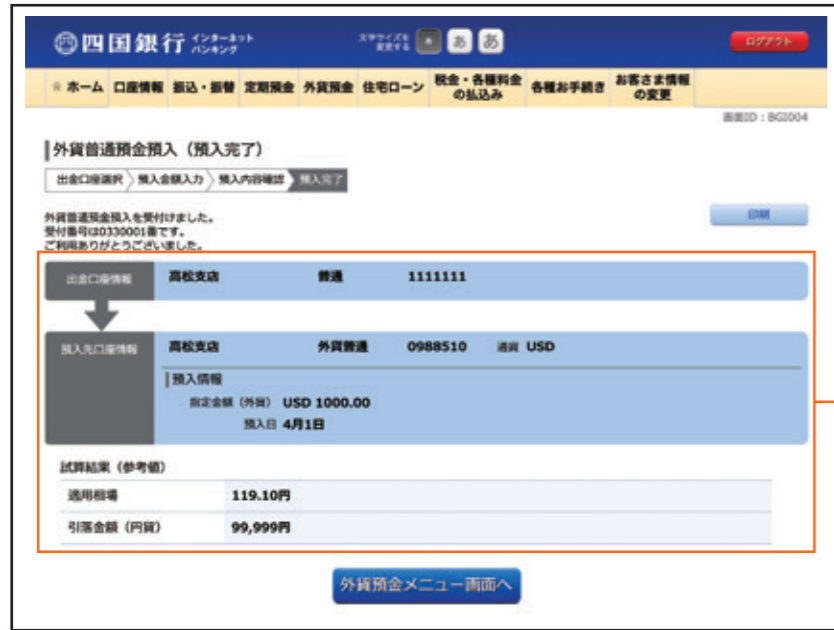 四国銀行 インターネットバンキング
文字サイズを変更する あ あ あ
ログアウト
ホーム 口座情報 振込・振替 定期預金 外貨預金 住宅ローン 税金・各種料金の払込み 各種お手続き お客さま情報の変更
画面ID:BGI004
外貨普通預金預入(預入完了)
出金口座選択 預入金額入力 預入内容確認 預入完了
外貨普通預金預入を受付けました。
受付番号は0330001番です。
ご利用ありがとうございました。
印刷
出金口座情報 高松支店 普通 1111111
預入先口座情報 高松支店 外貨普通 0988510 通貨 USD
預入情報
指定金額(外貨) USD 1000.00
預入日 4月1日
試算結果(参考値)
適用相場 119.10円
引落金額(円貨) 99,999円
外貨預金メニュー画面へ